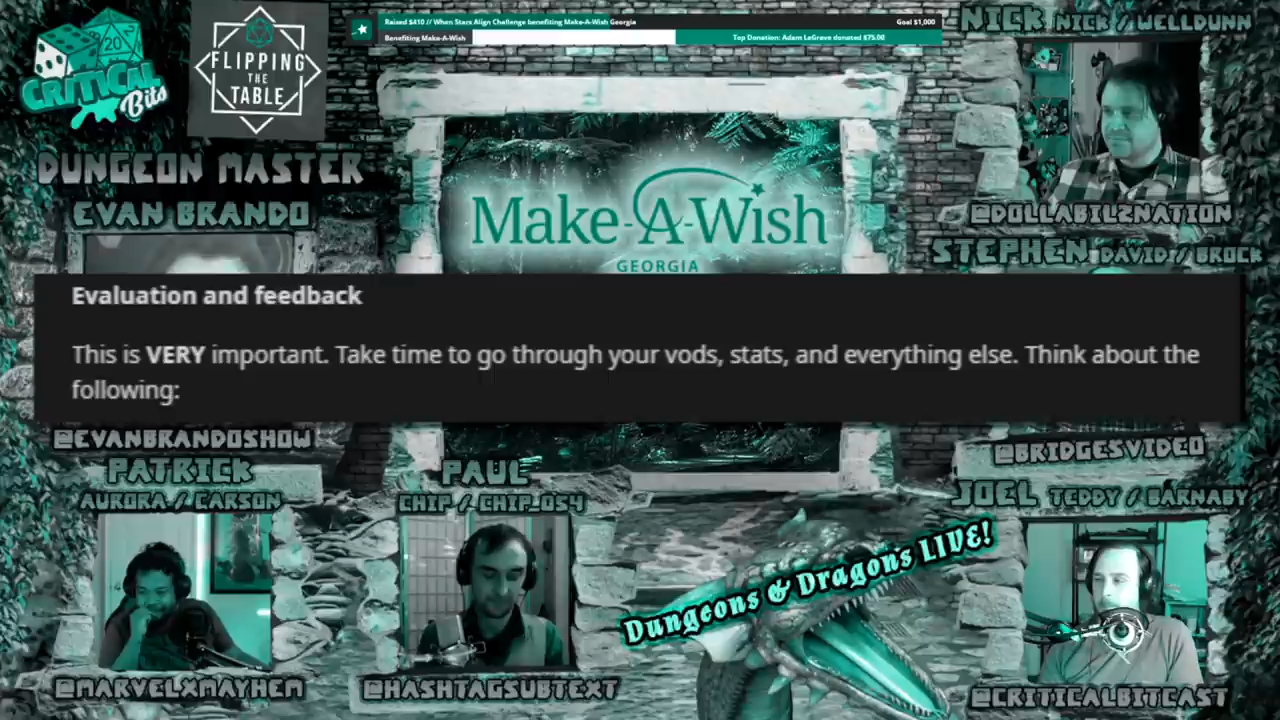 Raised $410 // When Stars Align Challenge benefiting Make-A-Wish Georgia
Goal $1,000
Benefiting Make-A-Wish
Top Donation: Adam LeGrave donated $75.00
CRITICAL
Bits
20
FLIPPING
THE
TABLE
DUNGEON MASTER
EVAN BRANDO
Make-A-Wish
GEORGIA
NICK NICK / WELLDUNN
@DOLLABILZNATION
STEPHEN DAVID / BROCK
Evaluation and feedback
This is VERY important. Take time to go through your vods, stats, and everything else. Think about the
following:
@EVANBRANDOSHOW
@BRIDGESVIDEO
PATRICK
AURORA / CARSON
PAUL
CHIP / CHIP_054
JOEL TEDDY / BARNABY
Dungeons & Dragons LIVE!
@MARVELXMAYHEM
@HASHTAGSUBTEXT
@CRITICALBITCAST